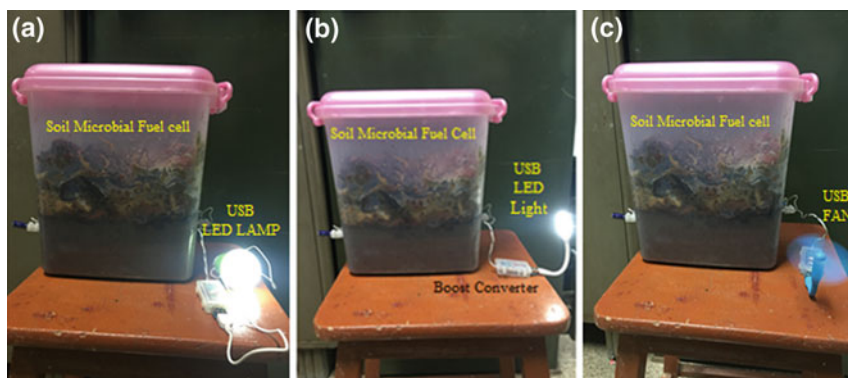 (a)
Soil Microbial Fuel cell
USB
LED LAMP
(b)
Soil Microbial Fuel Cell
USB
LED
Light
Boost Converter
(c)
Soil Microbial Fuel cell
USB
FAN